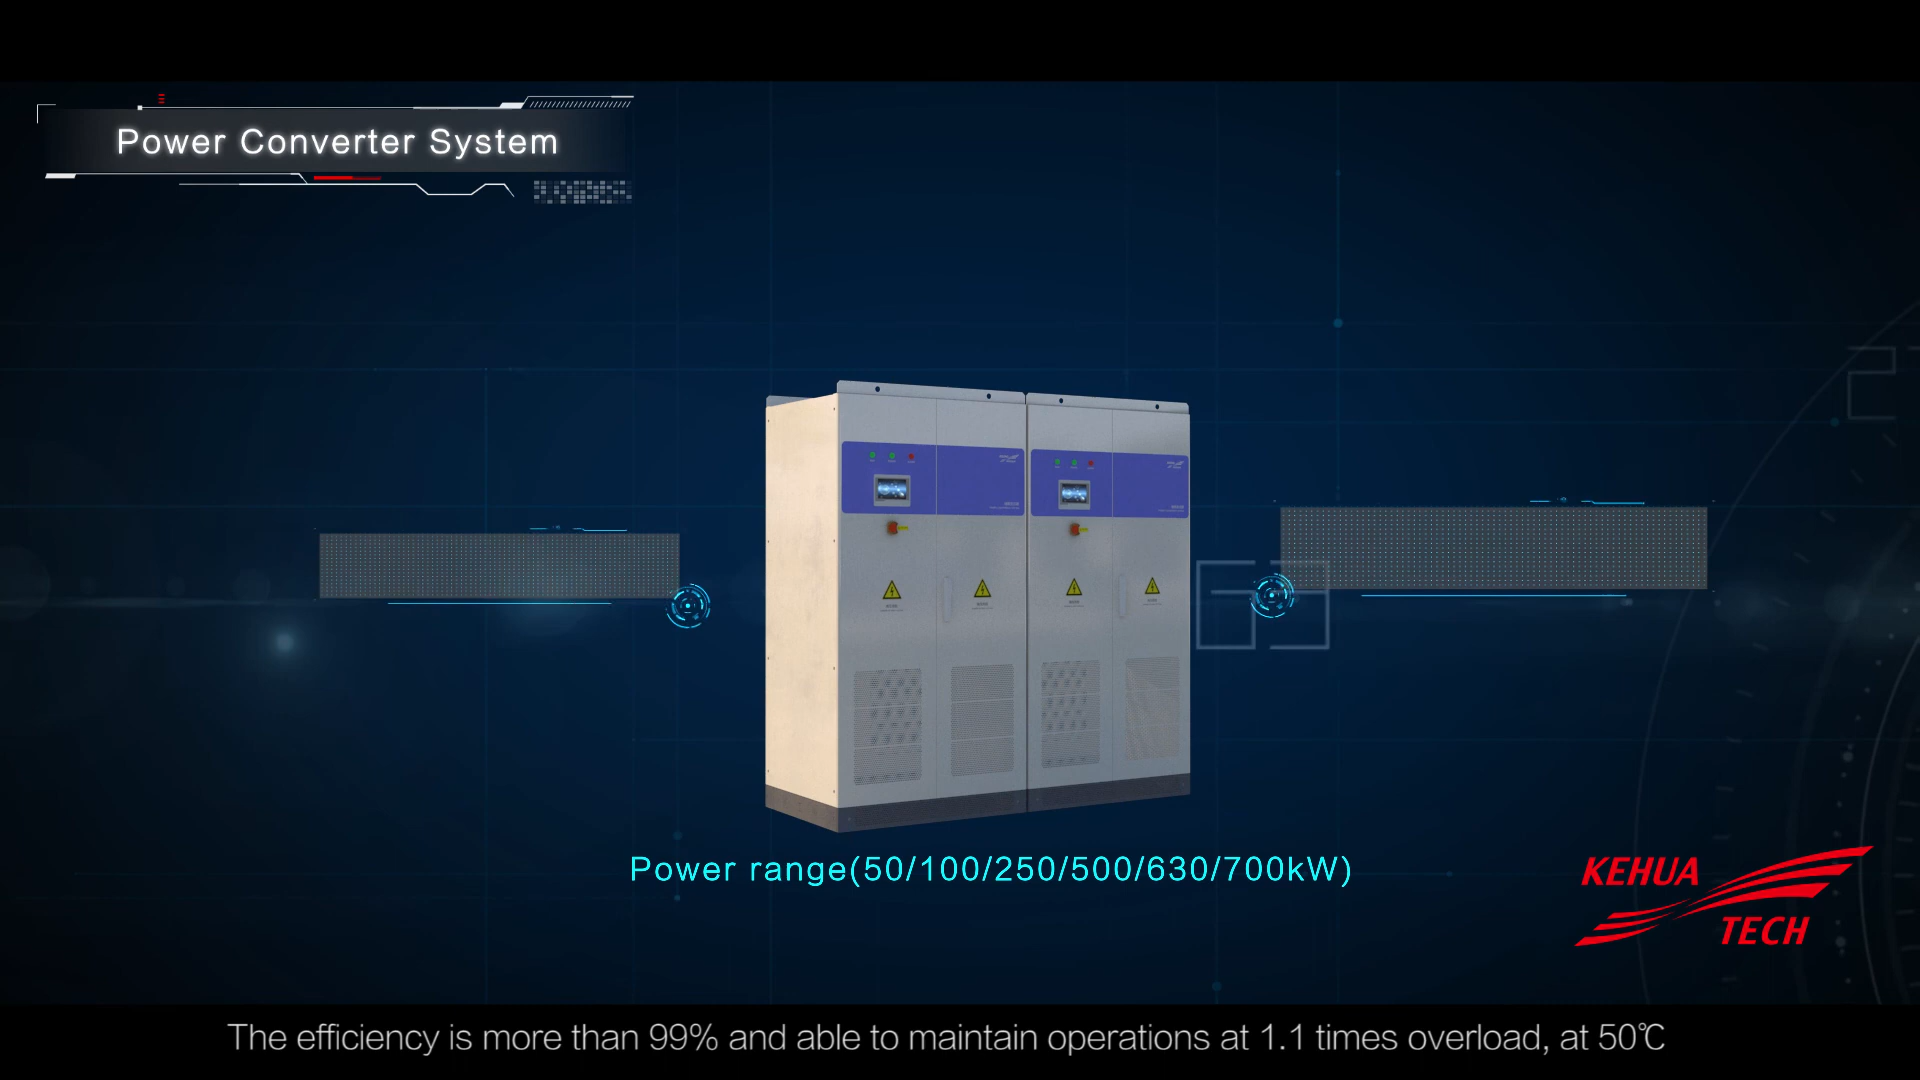 Power Converter System
Power range(50/100/250/500/630/700kW)
KEHUA
TECH
The efficiency is more than 99% and able to maintain operations at 1.1 times overload, at 50℃